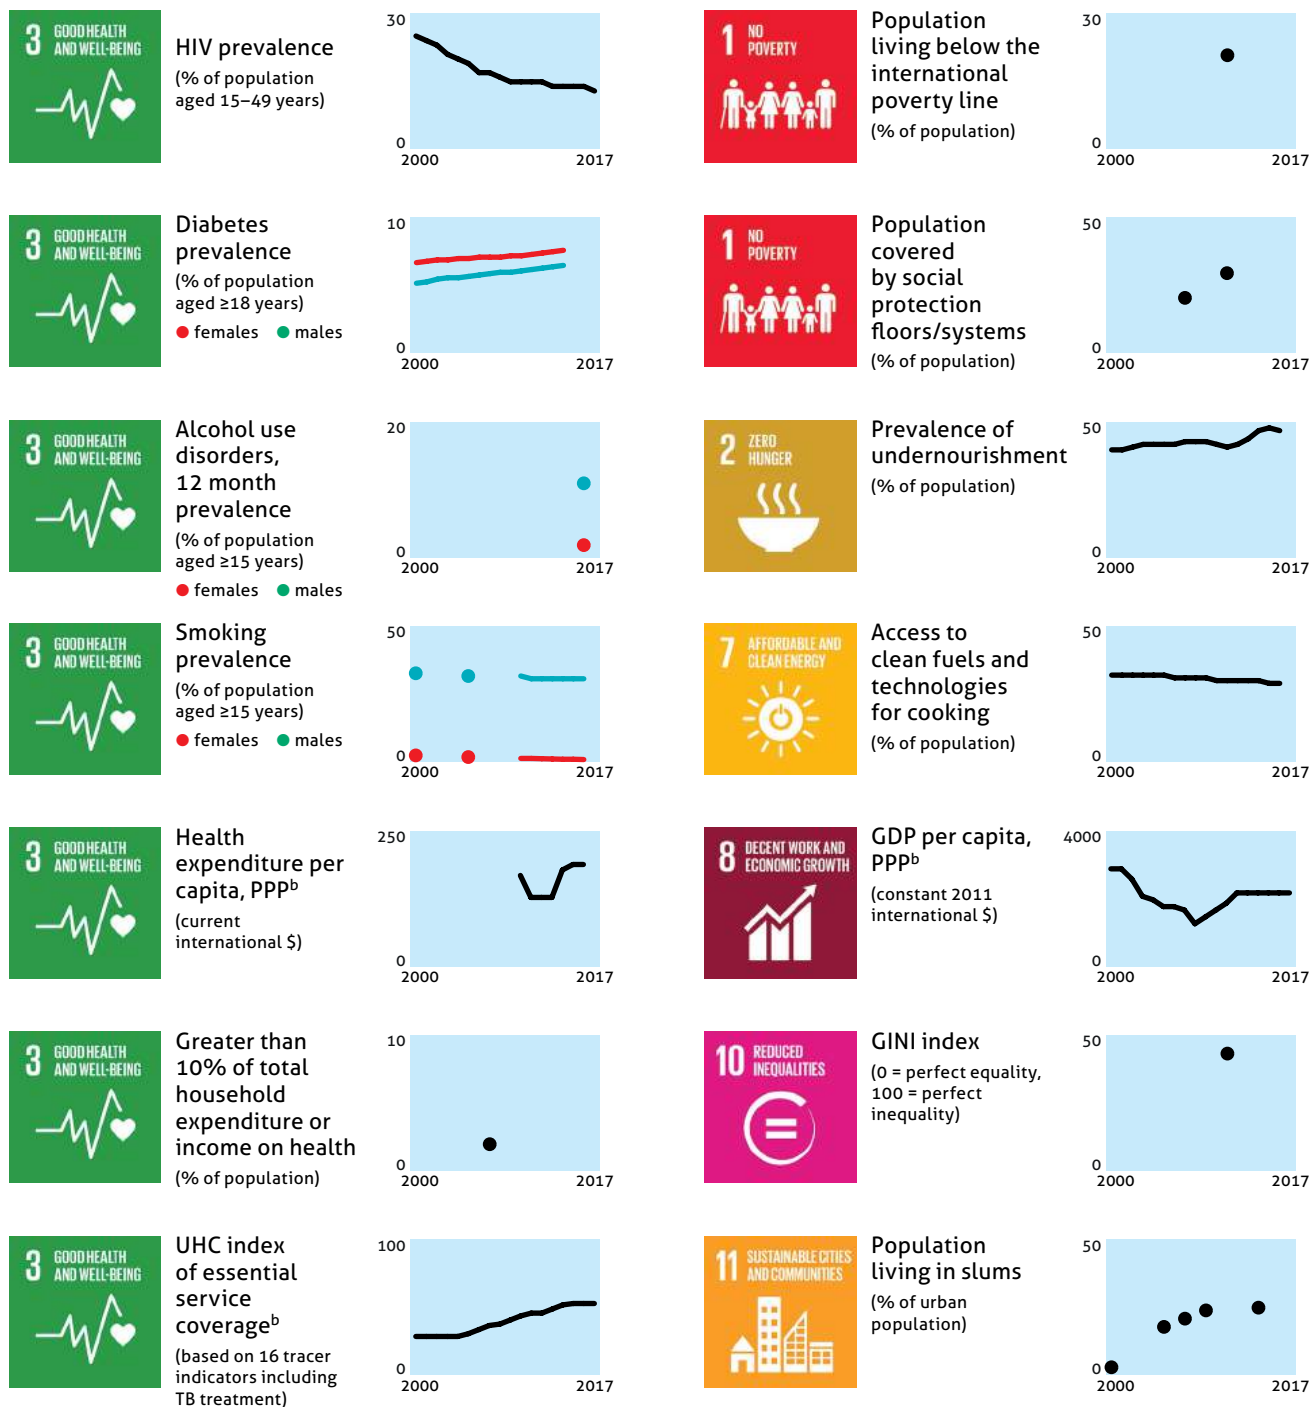 3 GOOD HEALTH
AND WELL-BEING
HIV prevalence
(% of population
aged 15–49 years)
30
0
2000 2017
3 GOOD HEALTH
AND WELL-BEING
Diabetes
prevalence
(% of population
aged ≥18 years)
females males
10
0
2000 2017
3 GOOD HEALTH
AND WELL-BEING
Alcohol use
disorders,
12 month
prevalence
(% of population
aged ≥15 years)
females males
20
0
2000 2017
3 GOOD HEALTH
AND WELL-BEING
Smoking
prevalence
(% of population
aged ≥15 years)
females males
50
0
2000 2017
3 GOOD HEALTH
AND WELL-BEING
Health
expenditure per
capita, PPPᵇ
(current
international $)
250
0
2000 2017
3 GOOD HEALTH
AND WELL-BEING
Greater than
10% of total
household
expenditure or
income on health
(% of population)
10
0
2000 2017
3 GOOD HEALTH
AND WELL-BEING
UHC index
of essential
service
coverageᵇ
(based on 16 tracer
indicators including
TB treatment)
100
0
2000 2017
1 NO
POVERTY
Population
living below the
international
poverty line
(% of population)
30
0
2000 2017
1 NO
POVERTY
Population
covered
by social
protection
floors/systems
(% of population)
50
0
2000 2017
2 ZERO
HUNGER
Prevalence of
undernourishment
(% of population)
50
0
2000 2017
7 AFFORDABLE AND
CLEAN ENERGY
Access to
clean fuels and
technologies
for cooking
(% of population)
50
0
2000 2017
8 DECENT WORK AND
ECONOMIC GROWTH
GDP per capita,
PPPᵇ
(constant 2011
international $)
4000
0
2000 2017
10 REDUCED
INEQUALITIES
GINI index
(0 = perfect equality,
100 = perfect
inequality)
50
0
2000 2017
11 SUSTAINABLE CITIES
AND COMMUNITIES
Population
living in slums
(% of urban
population)
50
0
2000 2017